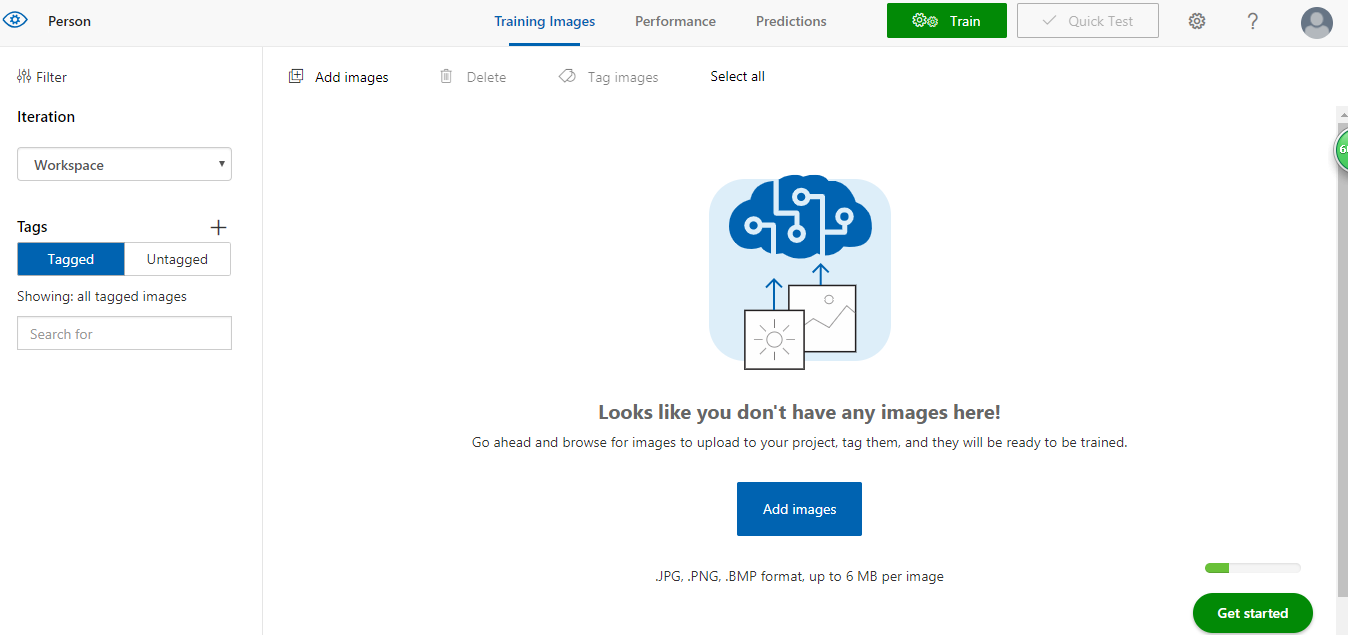 Person
Training Images
Performance
Predictions
Train
Quick Test
?
Filter
Add images
Delete
Tag images
Select all
Iteration
Workspace
Tags
Tagged
Untagged
Showing: all tagged images
Search for
Looks like you don't have any images here!
Go ahead and browse for images to upload to your project, tag them, and they will be ready to be trained.
Add images
.JPG, .PNG, .BMP format, up to 6 MB per image
Get started